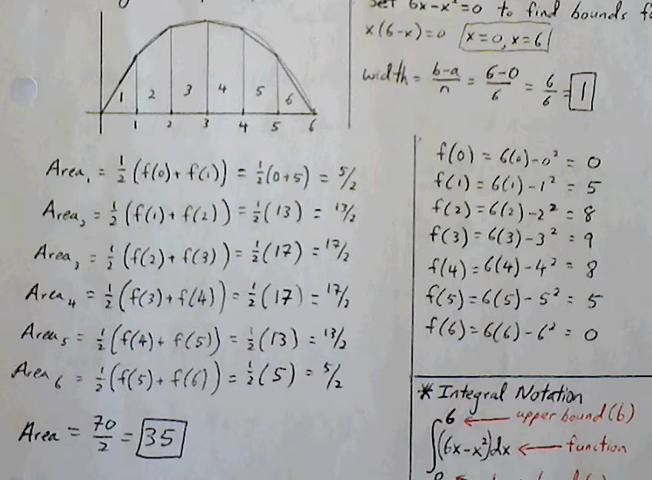 Set 6x-x²=0 to find bounds
x(6-x)=0 x=0, x=6
width = b-a/n = 6-0/6 = 6/6 = 1
1 2 3 4 5 6
1 2 3 4 5 6
Area₁ = 1/2(f(0)+f(1)) = 1/2(0+5) = 5/2
Area₂ = 1/2(f(1)+f(2)) = 1/2(13) = 13/2
Area₃ = 1/2(f(2)+f(3)) = 1/2(17) = 17/2
Area₄ = 1/2(f(3)+f(4)) = 1/2(17) = 17/2
Area₅ = 1/2(f(4)+f(5)) = 1/2(13) = 13/2
Area₆ = 1/2(f(5)+f(6)) = 1/2(5) = 5/2
Area = 70/2 = 35
f(0) = 6(0)-0² = 0
f(1) = 6(1)-1² = 5
f(2) = 6(2)-2² = 8
f(3) = 6(3)-3² = 9
f(4) = 6(4)-4² = 8
f(5) = 6(5)-5² = 5
f(6) = 6(6)-6² = 0
* Integral Notation
6 ← upper bound (b)
∫(6x-x²)dx ← function